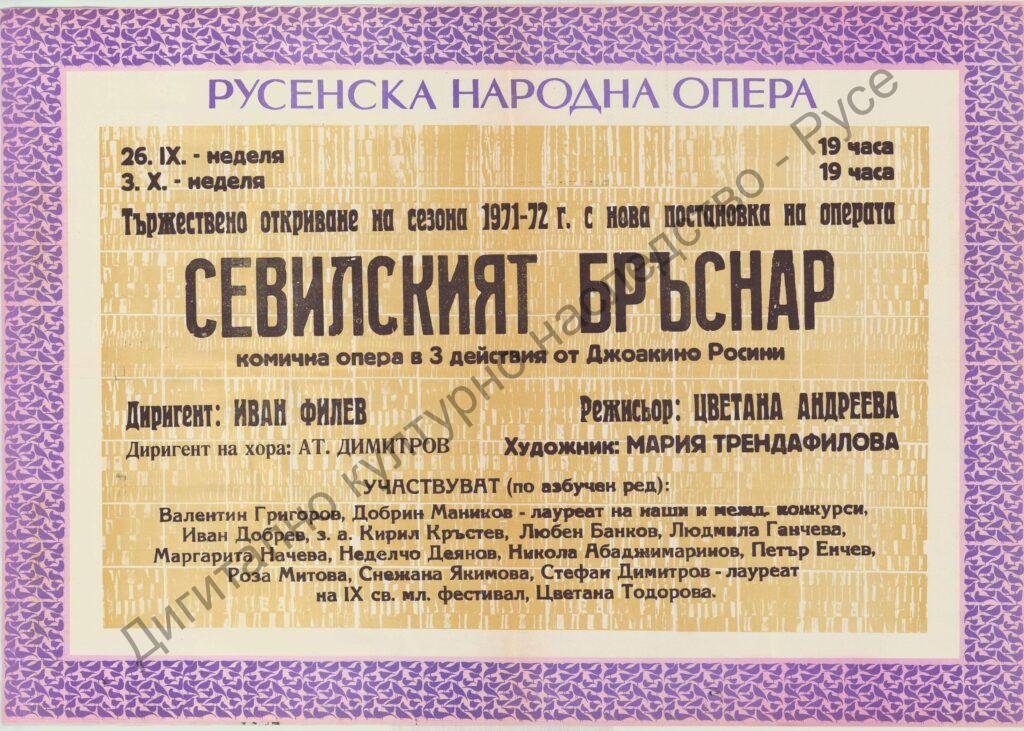 РУСЕНСКА НАРОДНА ОПЕРА
26. IX. - неделя 19 часа
3. X. - неделя 19 часа
Тържествено откриване на сезона 1971-72 г. с нова постановка на операта
СЕВИЛСКИЯТ БРЪСНАР
комична опера в 3 действия от Джоакино Росини
Диригент: ИВАН ФИЛЕВ Режисьор: ЦВЕТАНА АНДРЕЕВА
Диригент на хора: АТ. ДИМИТРОВ Художник: МАРИЯ ТРЕНДАФИЛОВА
УЧАСТВУВАТ (по азбучен ред):
Валентин Григоров, Добрин Маников - лауреат на наши и межд. конкурси,
Иван Добрев, з. а. Кирил Кръстев, Любен Банков, Людмила Ганчева,
Маргарита Начева, Неделчо Деянов, Никола Абаджимаринов, Петър Енчев,
Роза Митова, Снежана Якимова, Стефан Димитров - лауреат
на IX св. мл. фестивал, Цветана Тодорова.
Дигитално културно наследство - Русе